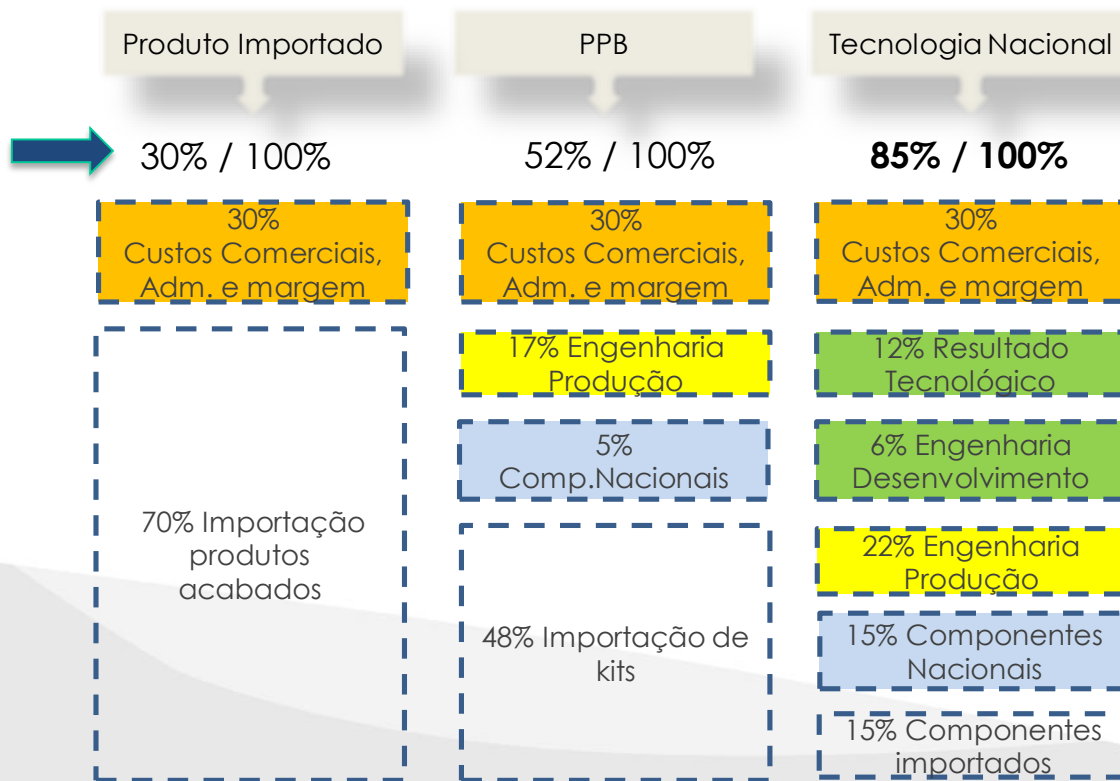 Produto Importado
30% / 100%
30%
Custos Comerciais,
Adm. e margem
70% Importação
produtos
acabados
PPB
52% / 100%
30%
Custos Comerciais,
Adm. e margem
17% Engenharia
Produção
5%
Comp.Nacionais
48% Importação de
kits
Tecnologia Nacional
85% / 100%
30%
Custos Comerciais,
Adm. e margem
12% Resultado
Tecnológico
6% Engenharia
Desenvolvimento
22% Engenharia
Produção
15% Componentes
Nacionais
15% Componentes
importados